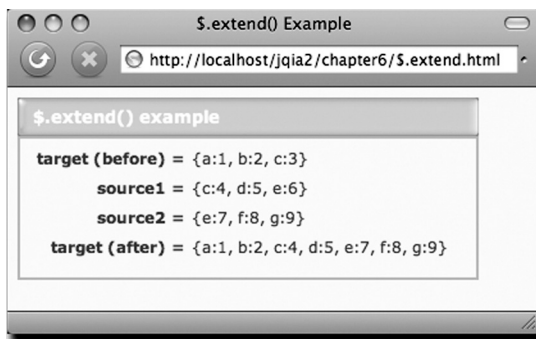 $.extend() Example
http://localhost/jqia2/chapter6/$.extend.html
$.extend() example
target (before) = {a:1, b:2, c:3}
source1 = {c:4, d:5, e:6}
source2 = {e:7, f:8, g:9}
target (after) = {a:1, b:2, c:4, d:5, e:7, f:8, g:9}